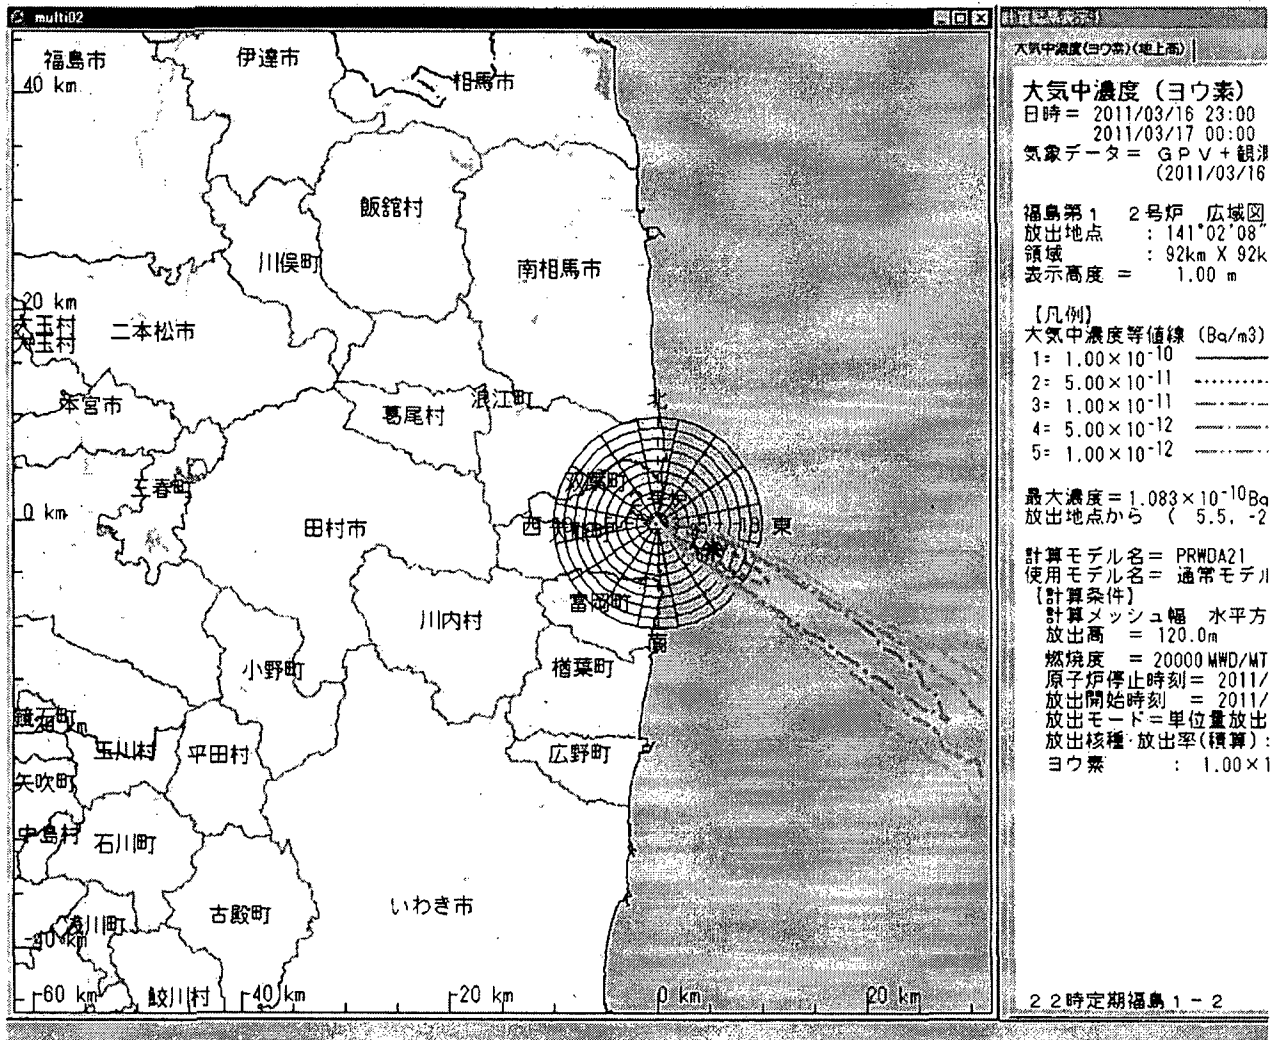 multi02
福島市
伊達市
相馬市
40 km
飯舘村
川俣町
南相馬市
20 km
大玉村
大玉村
二本松市
本宮市
葛尾村
浪江町
北
双葉町
三春町
0 km
田村市
西
東
富岡町
川内村
南
小野町
楢葉町
鏡石町
玉川村
平田村
広野町
矢吹町
中島村
石川町
浅川町
古殿町
いわき市
-40 km
鮫川村
-60 km
-40 km
-20 km
0 km
20 km
大気中濃度(ヨウ素)(地上高)
大気中濃度 (ヨウ素)
日時= 2011/03/16 23:00
2011/03/17 00:00
気象データ= GPV+観測
(2011/03/16
福島第1 2号炉 広域図
放出地点 : 141°02'08"
領域 : 92km X 92k
表示高度 = 1.00 m
【凡例】
大気中濃度等値線 (Bq/m3)
1= 1.00×10-10
2= 5.00×10-11
3= 1.00×10-11
4= 5.00×10-12
5= 1.00×10-12
最大濃度=1.083×10-10Bq
放出地点から ( 5.5, -2
計算モデル名= PRWDA21
使用モデル名= 通常モデル
【計算条件】
計算メッシュ幅 水平方
放出高 = 120.0m
燃焼度 = 20000MWD/MT
原子炉停止時刻= 2011/
放出開始時刻 = 2011/
放出モード=単位量放出
放出核種・放出率(積算):
ヨウ素 : 1.00×1
22時定期福島1-2